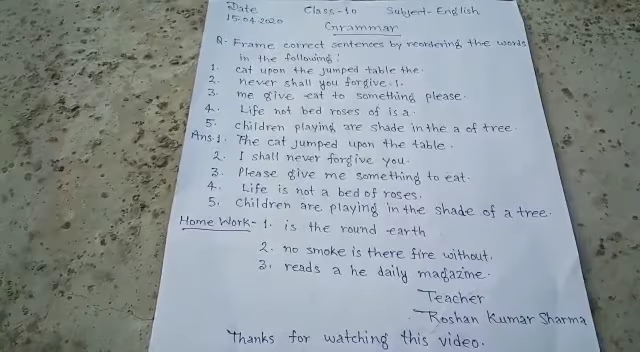 Date Class-10 Subject- English
15-04-2020
Grammar
Q- Frame correct sentences by reordering the words
in the following:
1. cat upon the jumped table the.
2. never shall you forgive I.
3. me give eat to something please.
4. Life not bed roses of is a.
5. children playing are shade in the a of tree.
Ans.1. The cat jumped upon the table.
2. I shall never forgive you.
3. Please give me something to eat.
4. Life is not a bed of roses.
5. Children are playing in the shade of a tree.
Home Work- 1. is the round earth
2. no smoke is there fire without.
3. reads a he daily magazine.
Teacher
Roshan Kumar Sharma
Thanks for watching this video.